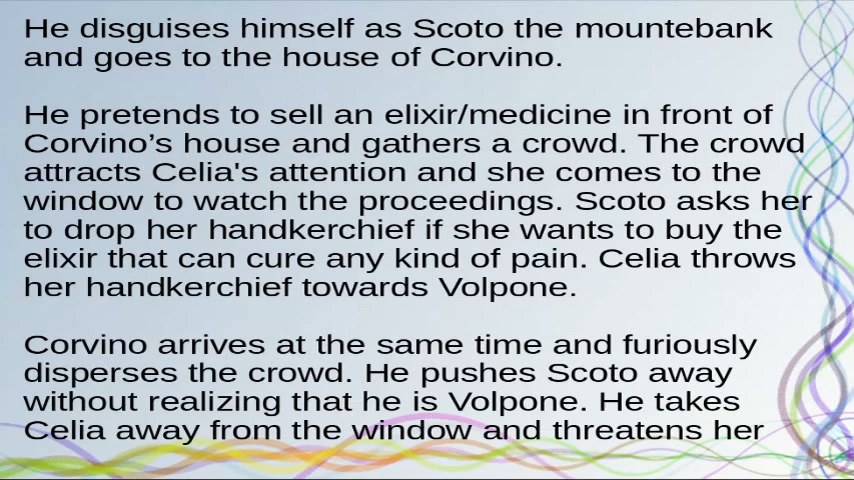 He disguises himself as Scoto the mountebank
and goes to the house of Corvino.
He pretends to sell an elixir/medicine in front of
Corvino’s house and gathers a crowd. The crowd
attracts Celia's attention and she comes to the
window to watch the proceedings. Scoto asks her
to drop her handkerchief if she wants to buy the
elixir that can cure any kind of pain. Celia throws
her handkerchief towards Volpone.
Corvino arrives at the same time and furiously
disperses the crowd. He pushes Scoto away
without realizing that he is Volpone. He takes
Celia away from the window and threatens her